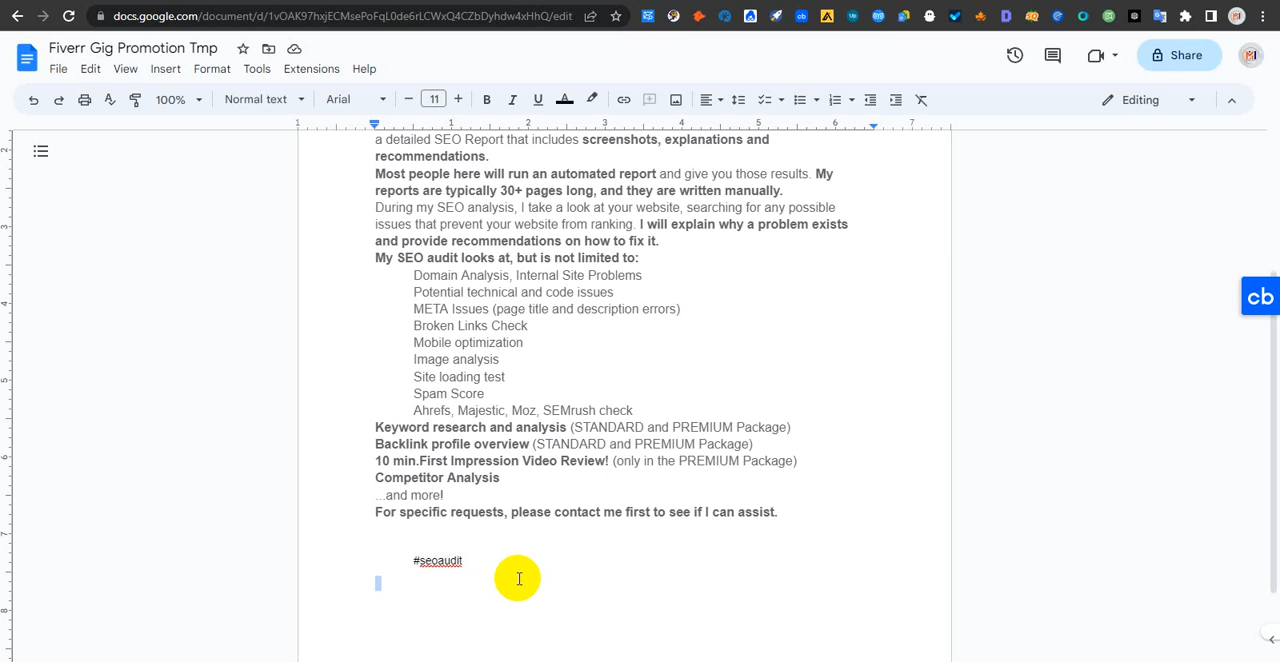 docs.google.com/document/d/1vOAK97hxjECMsePoFqL0de6rLCWxQ4CZbDyhdw4xHhQ/edit
Fiverr Gig Promotion Tmp
Share
File Edit View Insert Format Tools Extensions Help
100% Normal text Arial 11 B I U A Editing
1 1 2 3 4 5 6 7
a detailed SEO Report that includes screenshots, explanations and
recommendations.
Most people here will run an automated report and give you those results. My
reports are typically 30+ pages long, and they are written manually.
During my SEO analysis, I take a look at your website, searching for any possible
issues that prevent your website from ranking. I will explain why a problem exists
and provide recommendations on how to fix it.
My SEO audit looks at, but is not limited to:
Domain Analysis, Internal Site Problems
Potential technical and code issues
META Issues (page title and description errors)
Broken Links Check
Mobile optimization
Image analysis
Site loading test
Spam Score
Ahrefs, Majestic, Moz, SEMrush check
Keyword research and analysis (STANDARD and PREMIUM Package)
Backlink profile overview (STANDARD and PREMIUM Package)
10 min.First Impression Video Review! (only in the PREMIUM Package)
Competitor Analysis
...and more!
For specific requests, please contact me first to see if I can assist.
#seoaudit
cb